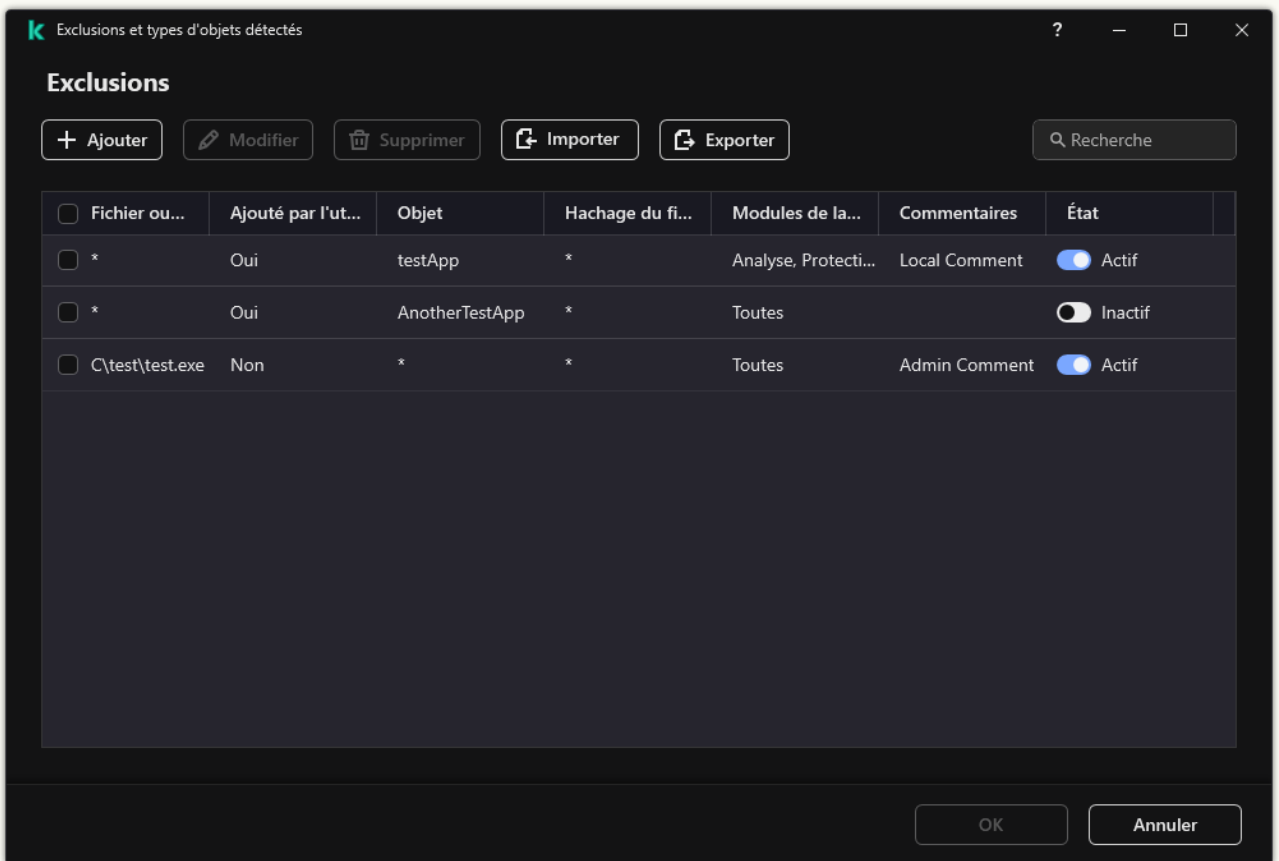 Exclusions et types d'objets détectés
?
Exclusions
Ajouter Modifier Supprimer Importer Exporter Recherche
Fichier ou... Ajouté par l'ut... Objet Hachage du fi... Modules de la... Commentaires État
* Oui testApp * Analyse, Protecti... Local Comment Actif
* Oui AnotherTestApp * Toutes Inactif
C\test\test.exe Non * * Toutes Admin Comment Actif
OK Annuler